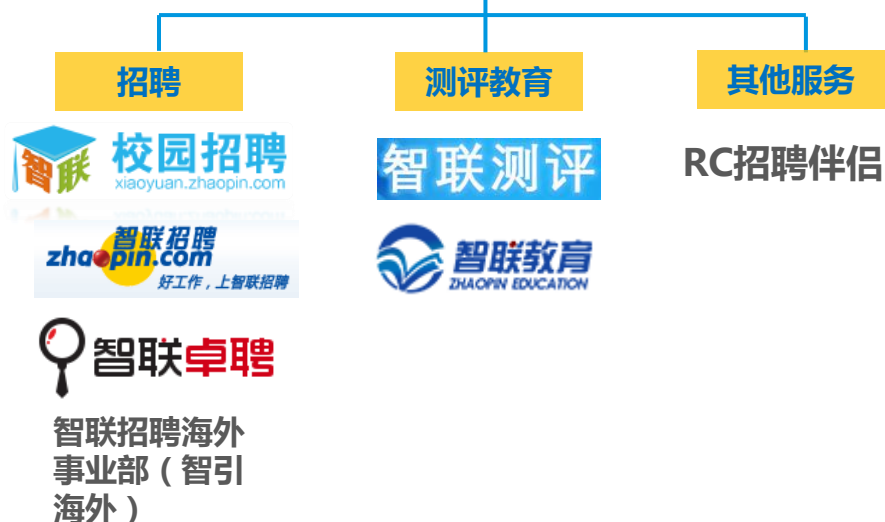 招聘
测评教育
其他服务
智联
校园招聘
xiaoyuan.zhaopin.com
智联招聘
zhaopin.com
好工作，上智联招聘
智联卓聘
智联招聘海外
事业部（智引
海外）
智联测评
智联教育
ZHAOPIN EDUCATION
RC招聘伴侣